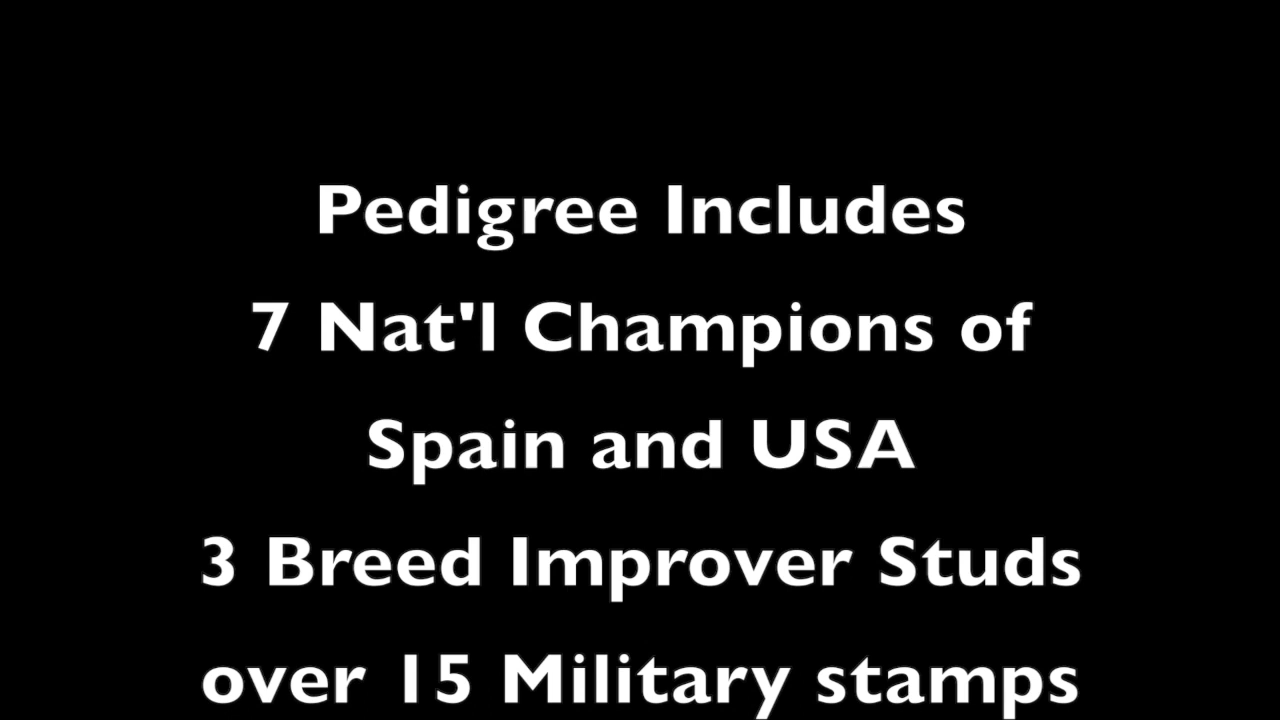 Pedigree Includes
7 Nat'l Champions of
Spain and USA
3 Breed Improver Studs
over 15 Military stamps